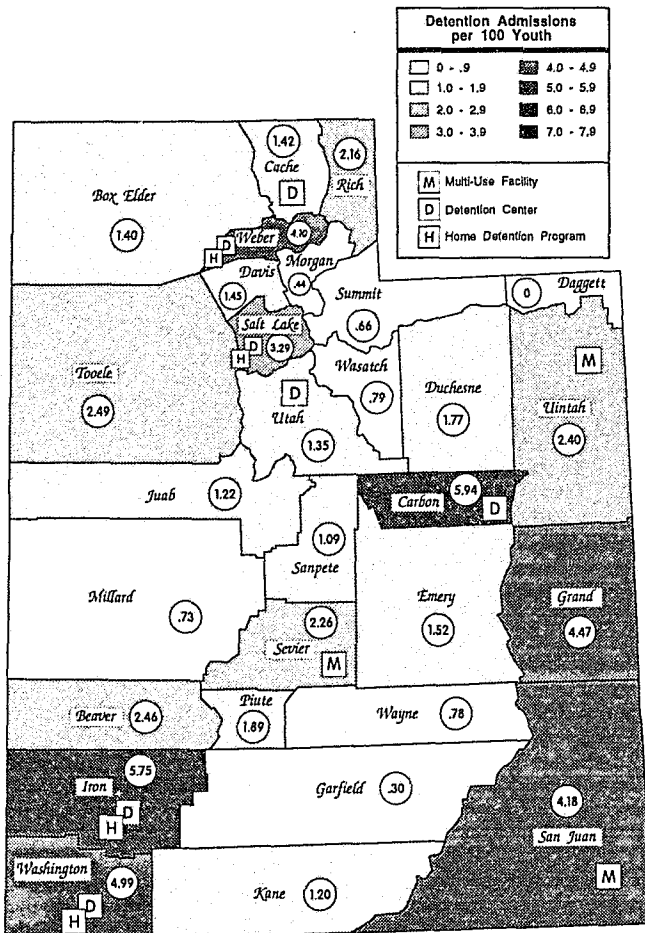 Detention Admissions
per 100 Youth
0 - .9
4.0 - 4.9
1.0 - 1.9
5.0 - 5.9
2.0 - 2.9
6.0 - 6.9
3.0 - 3.9
7.0 - 7.9
M Multi-Use Facility
D Detention Center
H Home Detention Program
1.42
Cache
D
2.16
Rich
Box Elder
1.40
4.10
Weber
D
H
Morgan
.44
Davis
1.45
Summit
.66
Daggett
0
Salt Lake
D
3.29
H
Tooele
2.49
Wasatch
.79
Duchesne
1.77
M
Uintah
2.40
D
Utah
1.35
Juab
1.22
5.94
Carbon
D
1.09
Sanpete
Millard
.73
Emery
1.52
Grand
4.47
2.26
Sevier
M
Beaver
2.46
Piute
1.89
Wayne
.78
5.75
Iron
D
H
Garfield
.30
4.18
San Juan
M
Washington
4.99
D
H
Kane
1.20